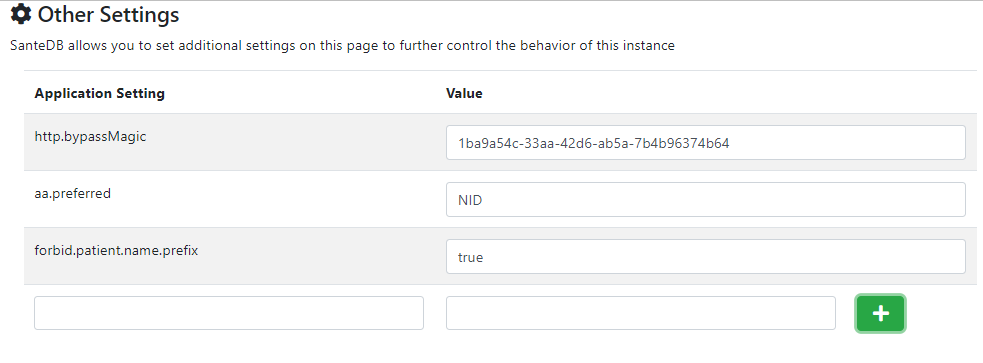 Other Settings
SanteDB allows you to set additional settings on this page to further control the behavior of this instance
Application Setting Value
http.bypassMagic 1ba9a54c-33aa-42d6-ab5a-7b4b96374b64
aa.preferred NID
forbid.patient.name.prefix true